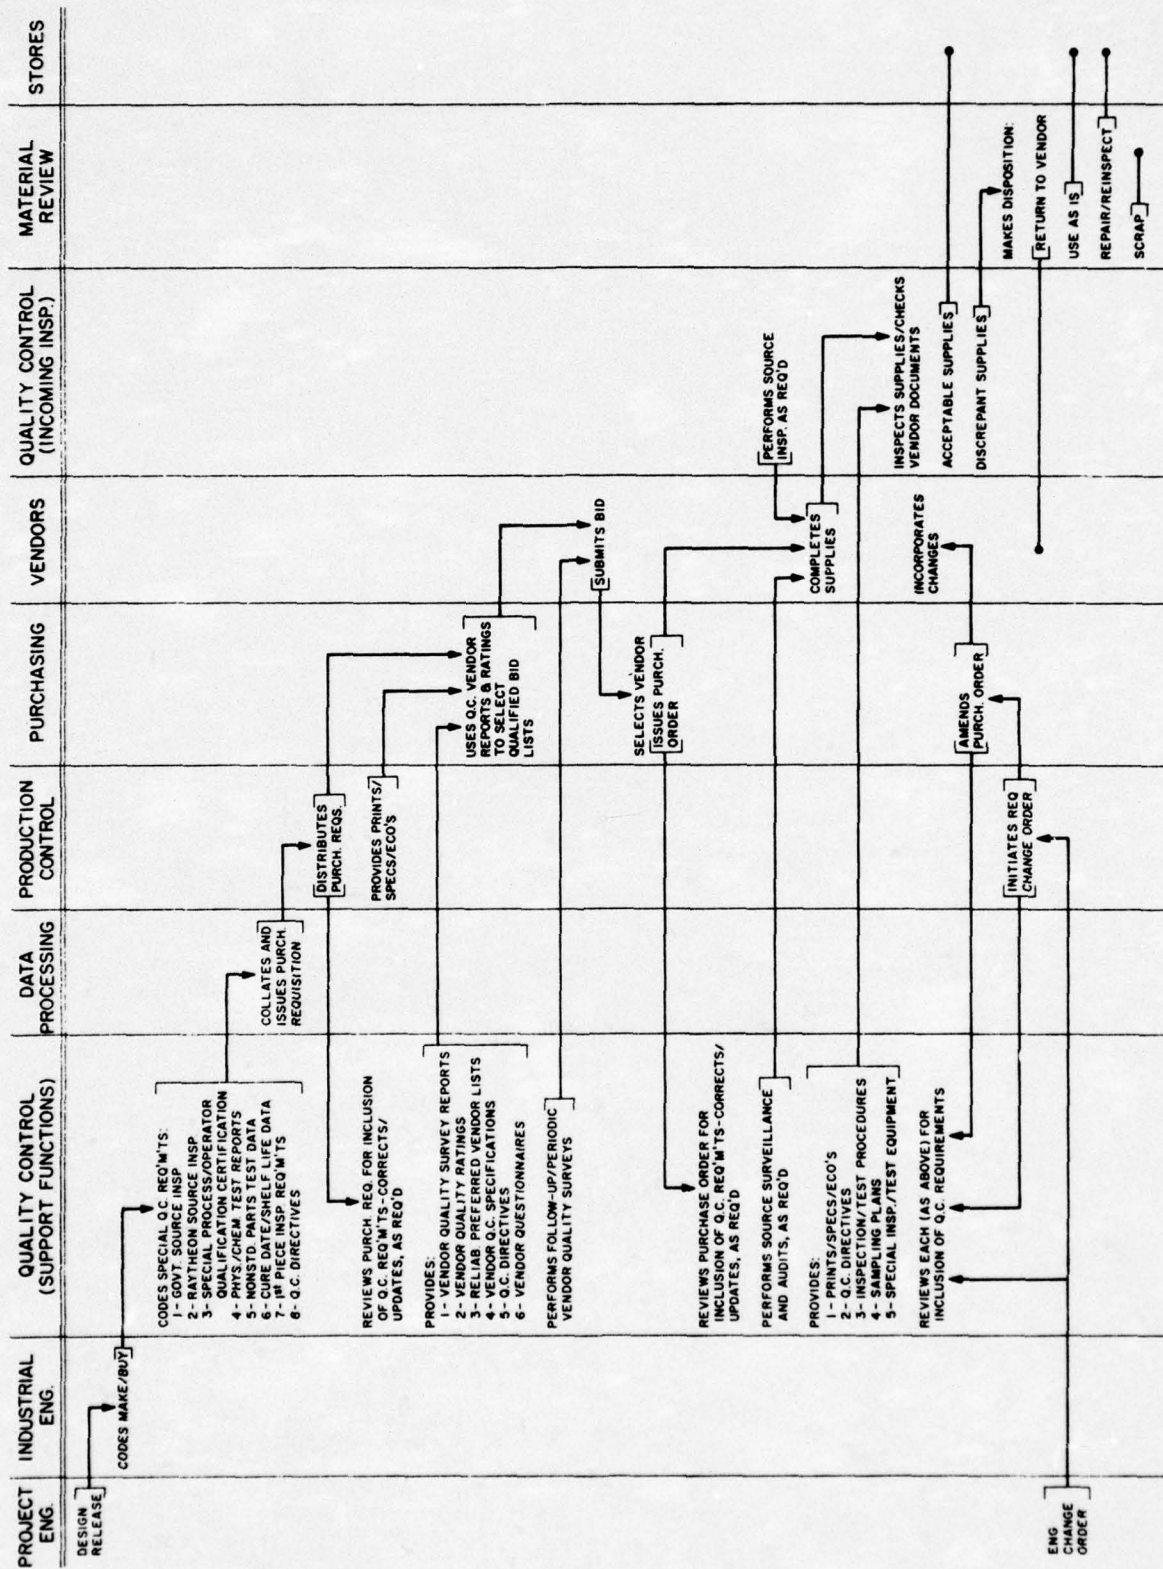 PROJECT
ENG.
INDUSTRIAL
ENG.
QUALITY CONTROL
(SUPPORT FUNCTIONS)
DATA
PROCESSING
PRODUCTION
CONTROL
PURCHASING
VENDORS
QUALITY CONTROL
(INCOMING INSP.)
MATERIAL
REVIEW
STORES
DESIGN
RELEASE
CODES MAKE/BUY
CODES SPECIAL Q.C. REQ'M'TS:
1- GOVT. SOURCE INSP
2- RAYTHEON SOURCE INSP
3- SPECIAL PROCESS/OPERATOR
QUALIFICATION CERTIFICATION
4- PHYS./CHEM TEST REPORTS
5- NONSTD. PARTS TEST DATA
6- CURE DATE/SHELF LIFE DATA
7- 1ST PIECE INSP REQ'M'TS
8- Q.C. DIRECTIVES
COLLATES AND
ISSUES PURCH.
REQUISITION
DISTRIBUTES
PURCH. REQS.
REVIEWS PURCH. REQ. FOR INCLUSION
OF Q.C. REQ'M'TS-CORRECTS/
UPDATES, AS REQ'D
PROVIDES PRINTS/
SPECS/ECO'S
PROVIDES:
1- VENDOR QUALITY SURVEY REPORTS
2- VENDOR QUALITY RATINGS
3- RELIAB. PREFERRED VENDOR LISTS
4- VENDOR Q.C. SPECIFICATIONS
5- Q.C. DIRECTIVES
6- VENDOR QUESTIONNAIRES
USES Q.C. VENDOR
REPORTS & RATINGS
TO SELECT
QUALIFIED BID
LISTS
PERFORMS FOLLOW-UP/PERIODIC
VENDOR QUALITY SURVEYS
SUBMITS BID
SELECTS VENDOR
ISSUES PURCH.
ORDER
REVIEWS PURCHASE ORDER FOR
INCLUSION OF Q.C. REQ'M'TS-CORRECTS/
UPDATES, AS REQ'D
PERFORMS SOURCE SURVEILLANCE
AND AUDITS, AS REQ'D
PERFORMS SOURCE
INSP. AS REQ'D
COMPLETES
SUPPLIES
PROVIDES:
1- PRINTS/SPECS/ECO'S
2- Q.C. DIRECTIVES
3- INSPECTION/TEST PROCEDURES
4- SAMPLING PLANS
5- SPECIAL INSP./TEST EQUIPMENT
INSPECTS SUPPLIES/CHECKS
VENDOR DOCUMENTS
REVIEWS EACH (AS ABOVE) FOR
INCLUSION OF Q.C. REQUIREMENTS
INCORPORATES
CHANGES
ACCEPTABLE SUPPLIES
AMENDS
PURCH. ORDER
DISCREPANT SUPPLIES
MAKES DISPOSITION:
INITIATES REQ
CHANGE ORDER
RETURN TO VENDOR
ENG
CHANGE
ORDER
USE AS IS
REPAIR/REINSPECT
SCRAP